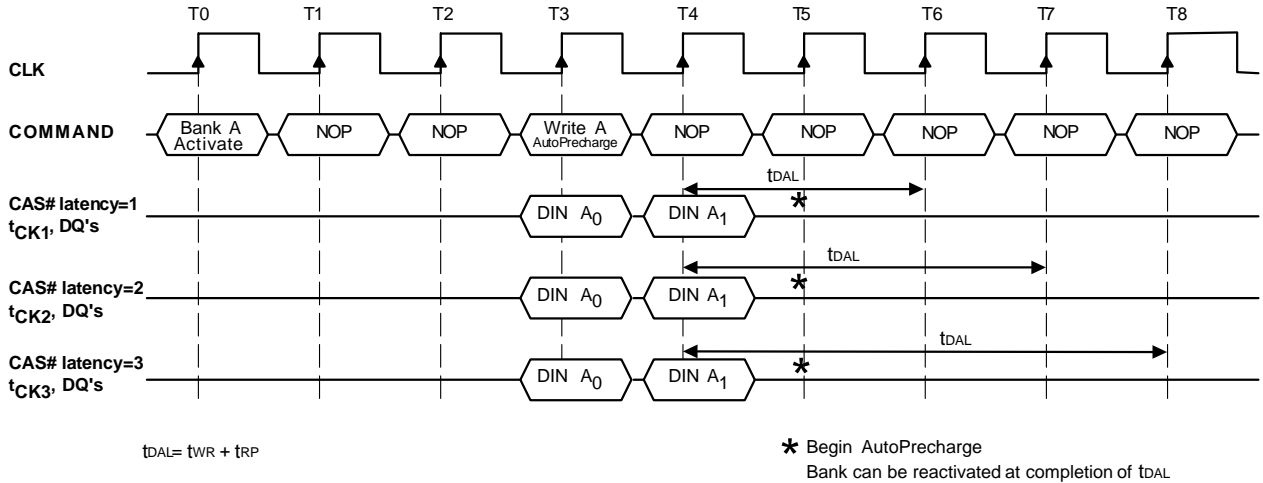 T0 T1 T2 T3 T4 T5 T6 T7 T8
CLK
COMMAND
Bank A Activate NOP NOP Write A AutoPrecharge NOP NOP NOP NOP NOP
tDAL
CAS# latency=1
tCK1, DQ's
DIN A0 DIN A1 *
tDAL
CAS# latency=2
tCK2, DQ's
DIN A0 DIN A1 *
tDAL
CAS# latency=3
tCK3, DQ's
DIN A0 DIN A1 *
tDAL= tWR + tRP
* Begin AutoPrecharge
Bank can be reactivated at completion of tDAL